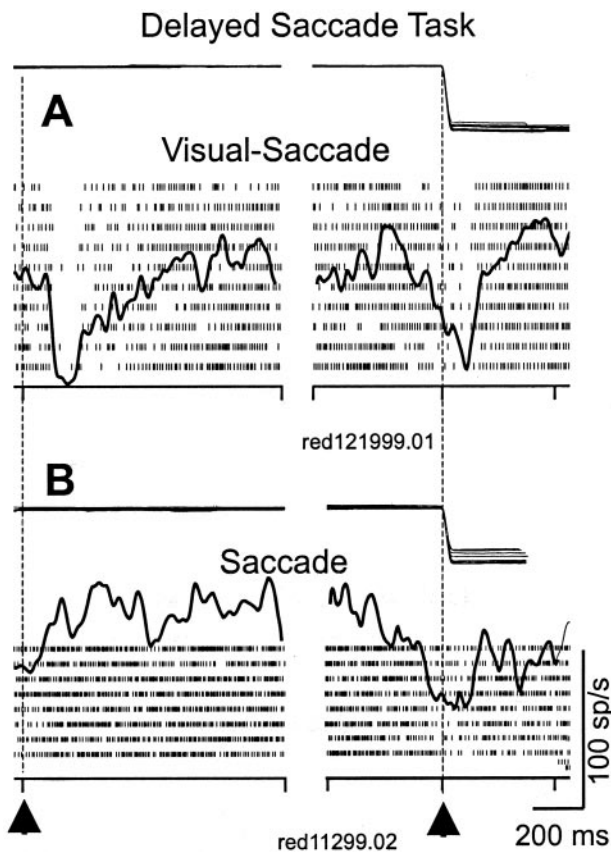 Delayed Saccade Task
A
Visual-Saccade
red121999.01
B
Saccade
100 sp/s
red11299.02
200 ms